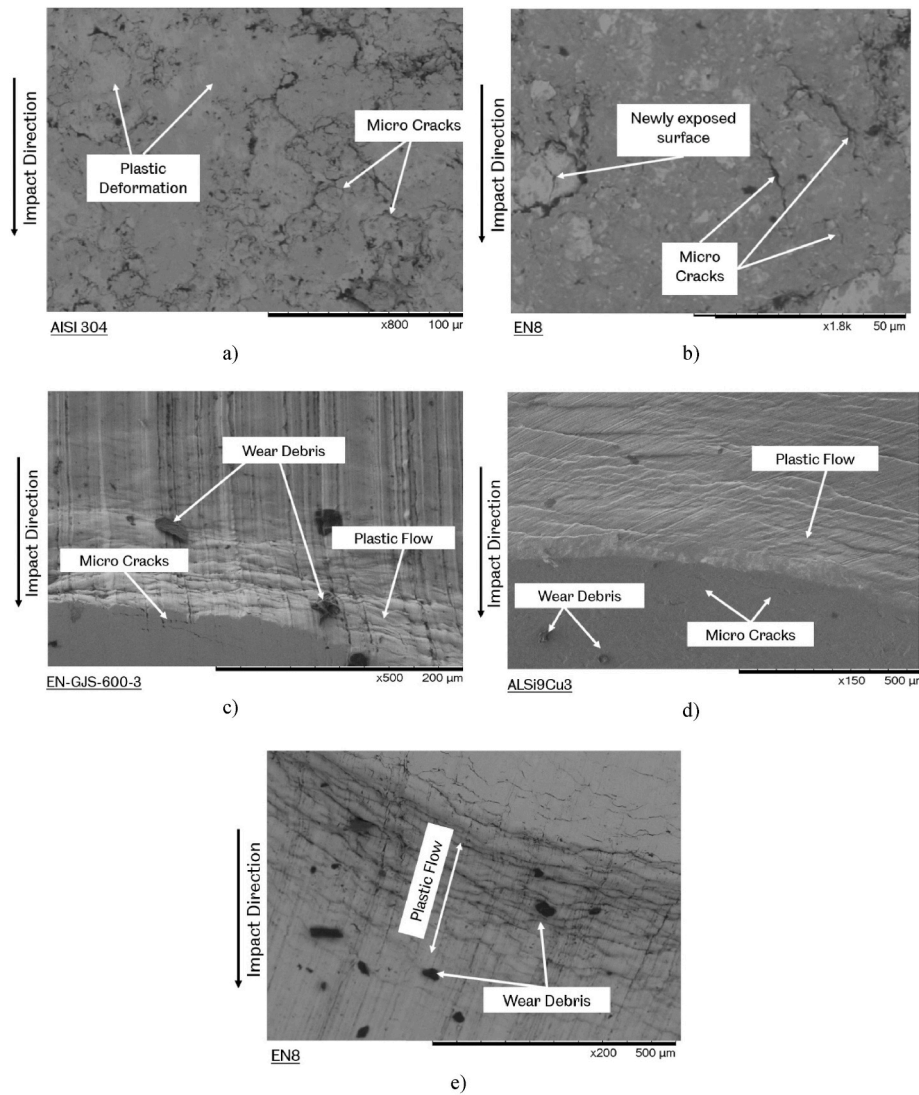 Impact Direction
Plastic
Deformation
Micro Cracks
AISI 304
x800 100 µm
a)
Impact Direction
Newly exposed
surface
Micro
Cracks
EN8
x1.8k 50 µm
b)
Impact Direction
Wear Debris
Plastic Flow
Micro Cracks
EN-GJS-600-3
x500 200 µm
c)
Impact Direction
Plastic Flow
Wear Debris
Micro Cracks
ALSi9Cu3
x150 500 µm
d)
Impact Direction
Plastic Flow
Wear Debris
EN8
x200 500 µm
e)